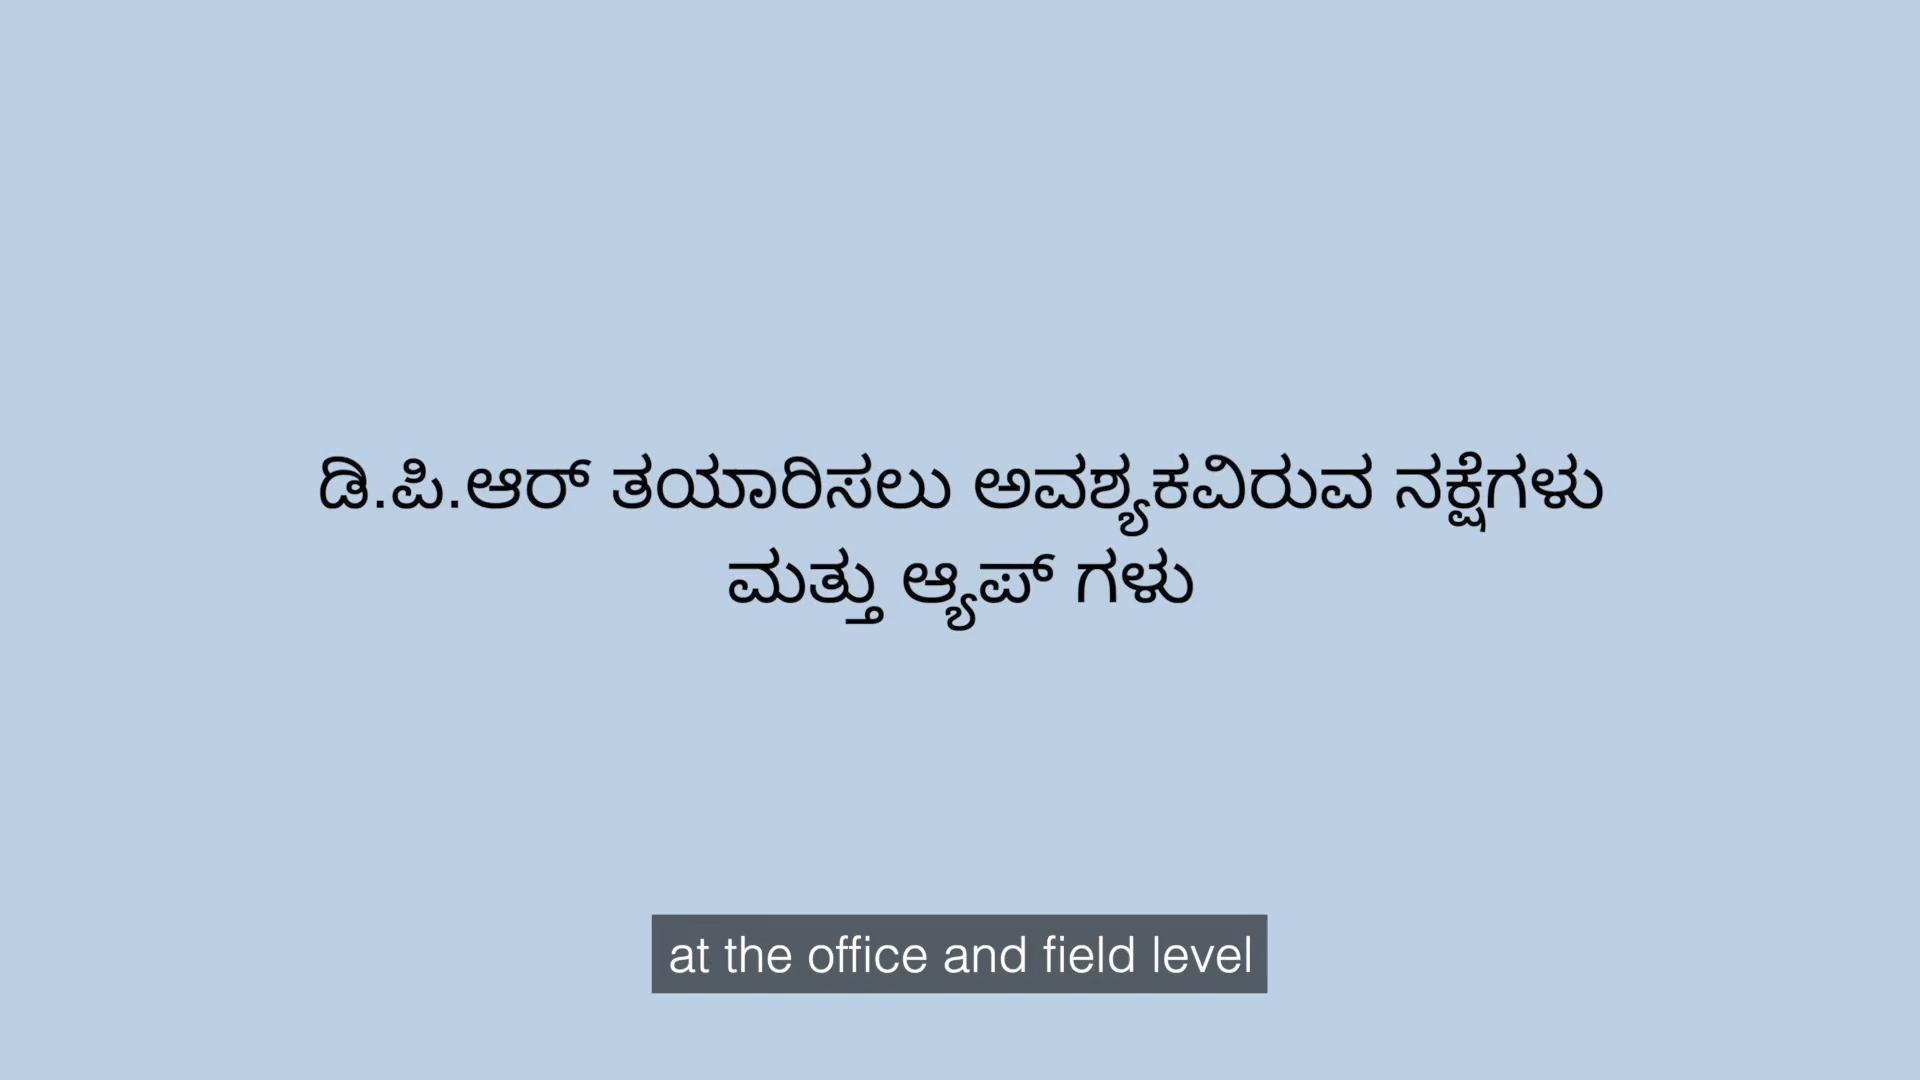 ಡಿ.ಪಿ.ಆರ್ ತಯಾರಿಸಲು ಅವಶ್ಯಕವಿರುವ ನಕ್ಷೆಗಳು
ಮತ್ತು ಆ್ಯಪ್ ಗಳು
at the office and field level